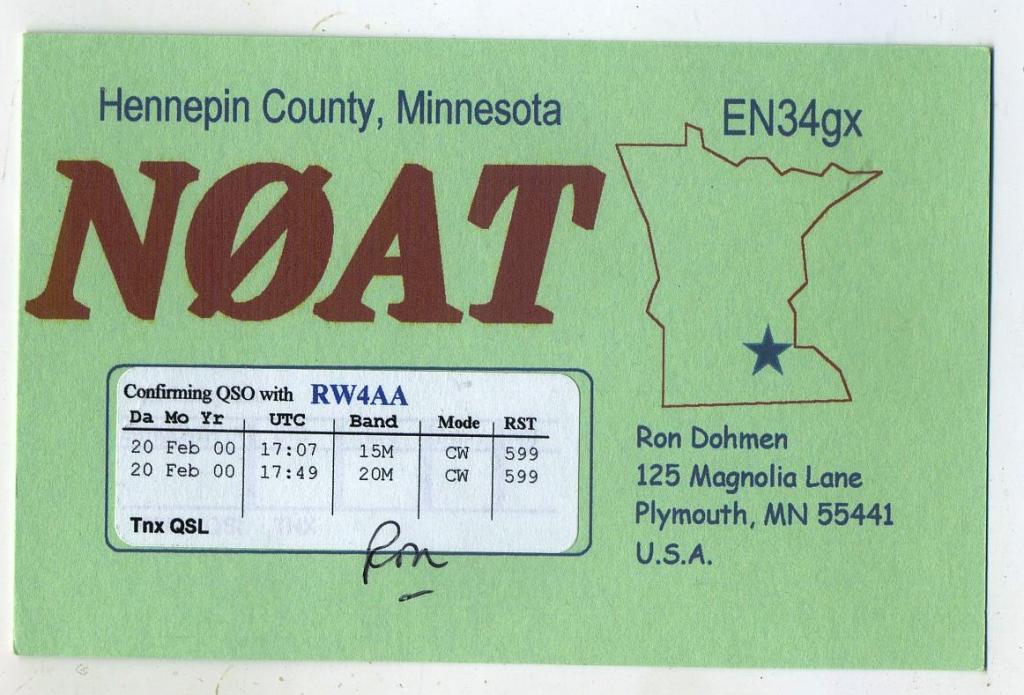 Hennepin County, Minnesota
EN34gx
NØAT
Confirming QSO with RW4AA
Da Mo Yr UTC Band Mode RST
20 Feb 00 17:07 15M CW 599
20 Feb 00 17:49 20M CW 599
Tnx QSL
Ron
Ron Dohmen
125 Magnolia Lane
Plymouth, MN 55441
U.S.A.